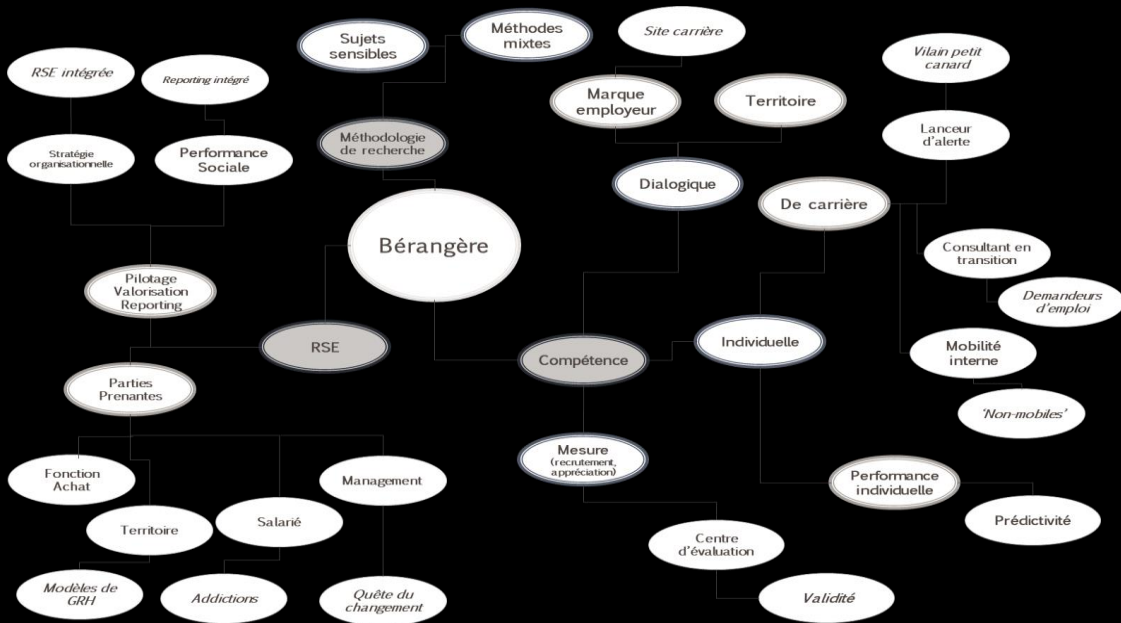 Sujets
sensibles
Méthodes
mixtes
Site carrière
Vilain petit
canard
RSE intégrée
Reporting intégré
Marque
employeur
Territoire
Méthodologie
de recherche
Lanceur
d'alerte
Stratégie
organisationnelle
Performance
Sociale
Dialogique
De carrière
Bérangère
Consultant en
transition
Pilotage
Valorisation
Reporting
Demandeurs
d'emploi
RSE
Compétence
Individuelle
Mobilité
interne
Parties
Prenantes
'Non-mobiles'
Mesure
(recrutement,
appréciation)
Fonction
Achat
Management
Performance
individuelle
Territoire
Salarié
Prédictivité
Centre
d'évaluation
Modèles de
GRH
Addictions
Quête du
changement
Validité